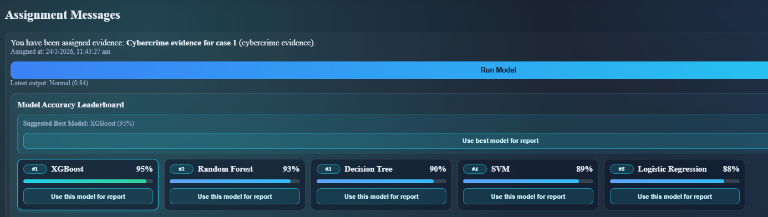 Assignment Messages
You have been assigned evidence: Cybercrime evidence for case 1 (cybercrime evidence).
Assigned at: 24/3/2026, 11:43:27 am
Run Model
Latest output: Normal (0.84)
Model Accuracy Leaderboard
Suggested Best Model: XGBoost (95%)
Use best model for report
#1 XGBoost 95%
Use this model for report
#2 Random Forest 93%
Use this model for report
#3 Decision Tree 90%
Use this model for report
#4 SVM 89%
Use this model for report
#5 Logistic Regression 88%
Use this model for report